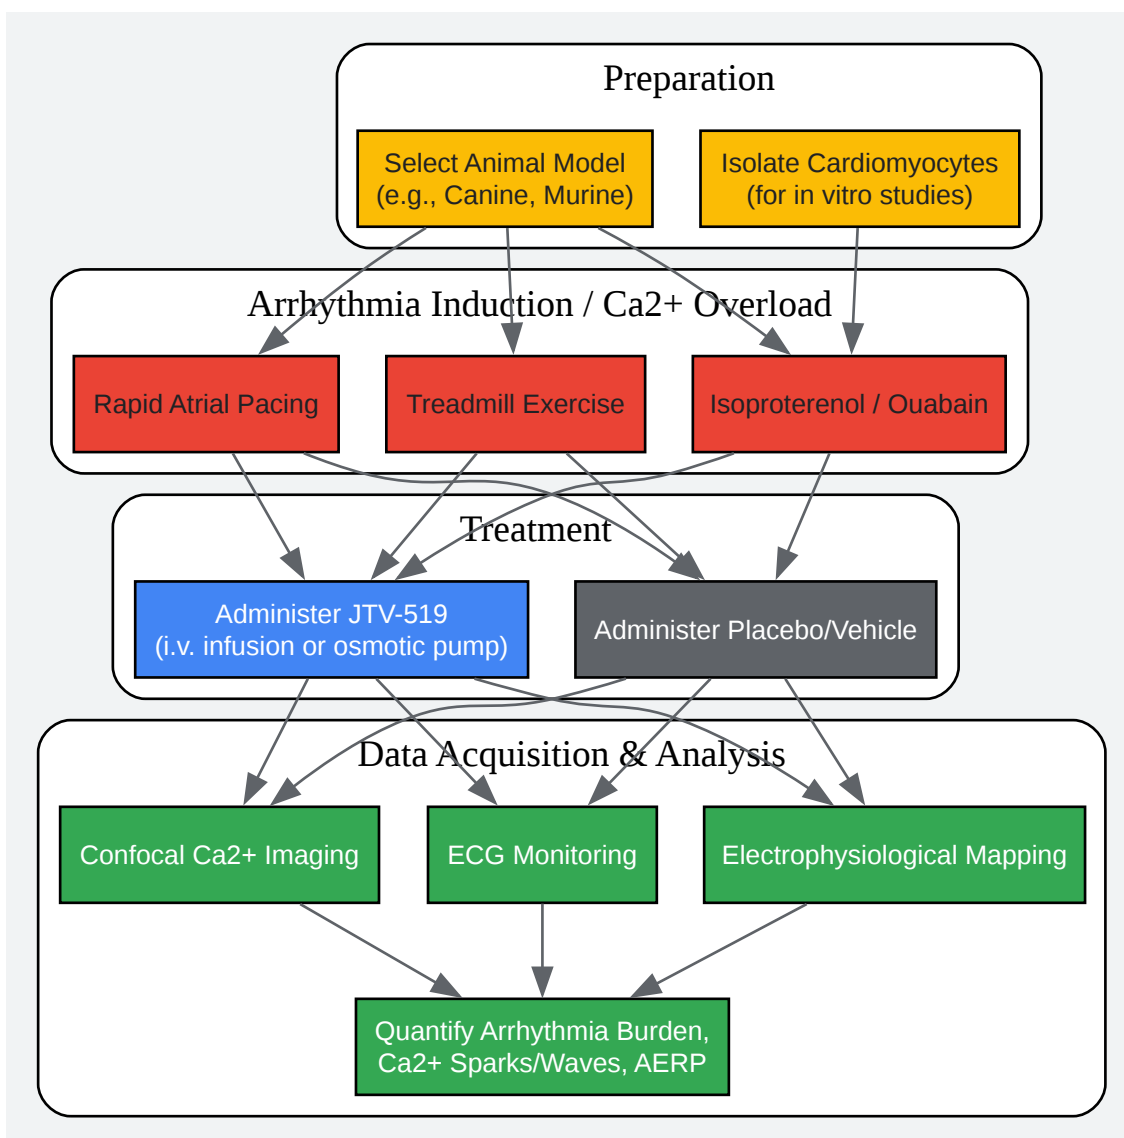 Preparation
Select Animal Model
(e.g., Canine, Murine)
Isolate Cardiomyocytes
(for in vitro studies)
Arrhythmia Induction / Ca2+ Overload
Rapid Atrial Pacing
Treadmill Exercise
Isoproterenol / Ouabain
Treatment
Administer JTV-519
(i.v. infusion or osmotic pump)
Administer Placebo/Vehicle
Data Acquisition & Analysis
Confocal Ca2+ Imaging
ECG Monitoring
Electrophysiological Mapping
Quantify Arrhythmia Burden,
Ca2+ Sparks/Waves, AERP